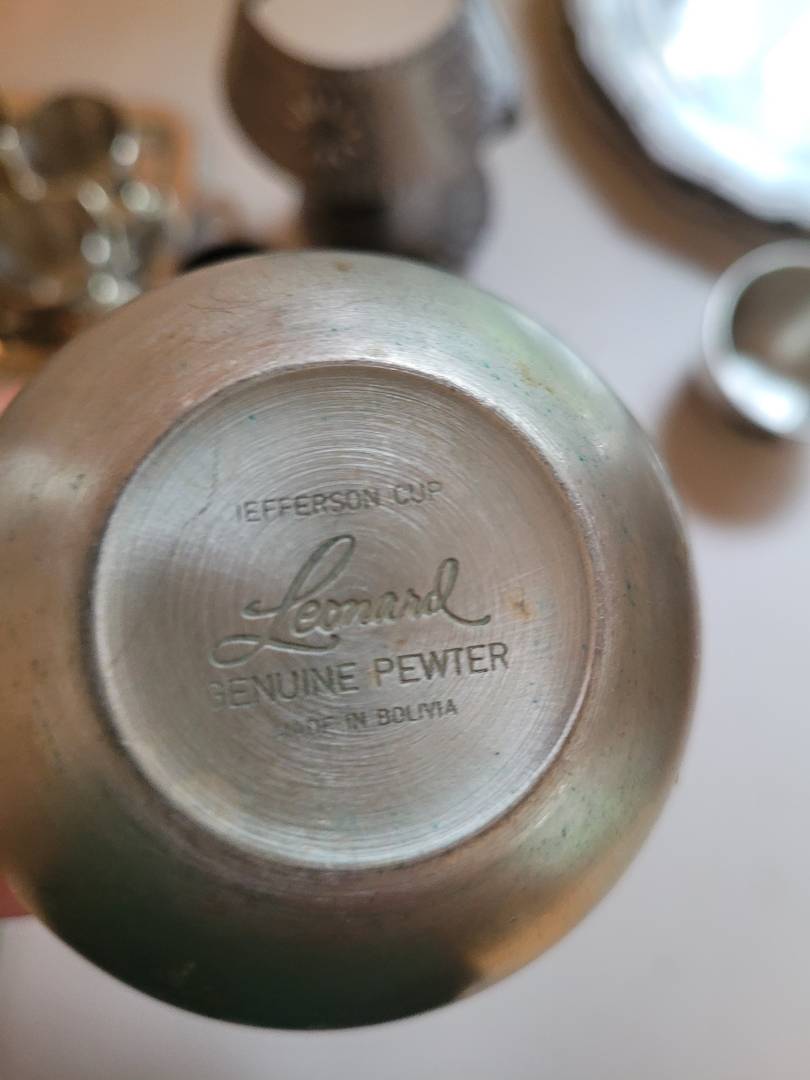 JEFFERSON CUP
Leonard
GENUINE PEWTER
MADE IN BOLIVIA